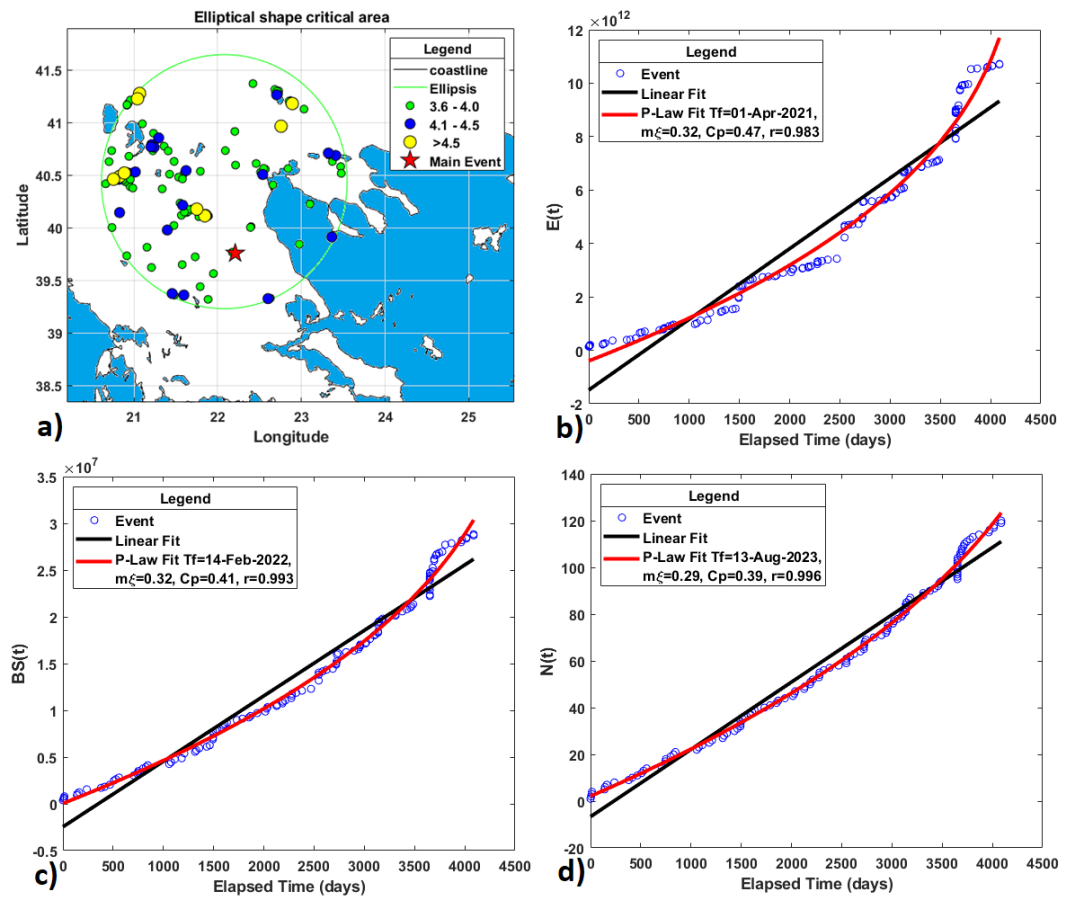 Elliptical shape critical area
Legend
coastline
Ellipsis
3.6 - 4.0
4.1 - 4.5
>4.5
Main Event
41.5
41
40.5
40
39.5
39
38.5
Latitude
21
22
23
24
25
Longitude
a)
×10^12
12
10
8
6
4
2
0
-2
E(t)
Legend
Event
Linear Fit
P-Law Fit Tf=01-Apr-2021,
mξ=0.32, Cp=0.47, r=0.983
0 500 1000 1500 2000 2500 3000 3500 4000 4500
Elapsed Time (days)
b)
×10^7
3.5
3
2.5
2
1.5
1
0.5
0
-0.5
BS(t)
Legend
Event
Linear Fit
P-Law Fit Tf=14-Feb-2022,
mξ=0.32, Cp=0.41, r=0.993
0 500 1000 1500 2000 2500 3000 3500 4000 4500
Elapsed Time (days)
c)
140
120
100
80
60
40
20
0
-20
N(t)
Legend
Event
Linear Fit
P-Law Fit Tf=13-Aug-2023,
mξ=0.29, Cp=0.39, r=0.996
0 500 1000 1500 2000 2500 3000 3500 4000 4500
Elapsed Time (days)
d)